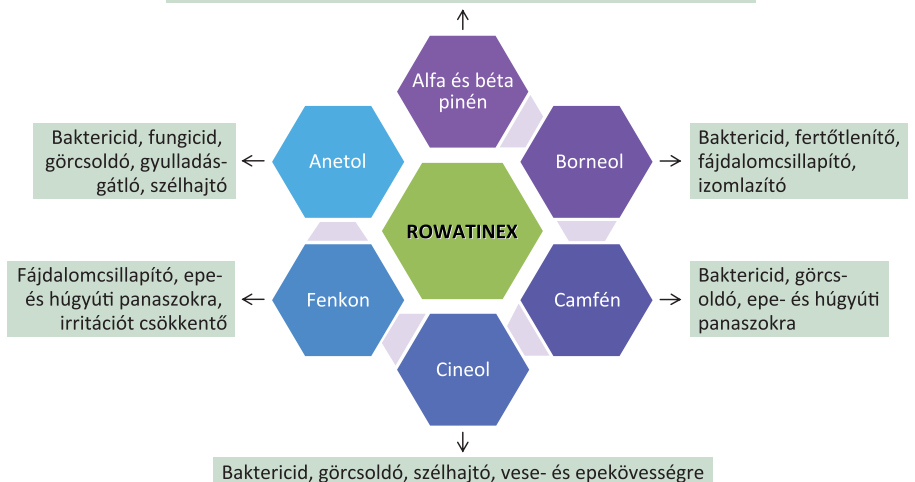 Alfa és béta
pinén
Baktericid, fungicid,
görcsoldó, gyulladás-
gátló, szélhajtó
Anetol
Borneol
Baktericid, fertőtlenítő,
fájdalomcsillapító,
izomlazító
ROWATINEX
Fájdalomcsillapító, epe-
és húgyúti panaszokra,
irritációt csökkentő
Fenkon
Camfén
Baktericid, görcs-
oldó, epe- és húgyúti
panaszokra
Cineol
Baktericid, görcsoldó, szélhajtó, vese- és epekövességre